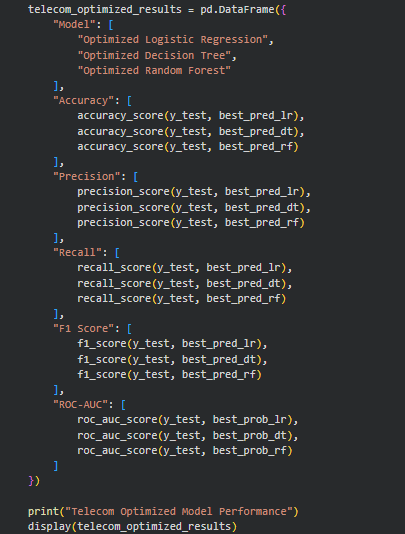 telecom_optimized_results = pd.DataFrame({
    "Model": [
        "Optimized Logistic Regression",
        "Optimized Decision Tree",
        "Optimized Random Forest"
    ],
    "Accuracy": [
        accuracy_score(y_test, best_pred_lr),
        accuracy_score(y_test, best_pred_dt),
        accuracy_score(y_test, best_pred_rf)
    ],
    "Precision": [
        precision_score(y_test, best_pred_lr),
        precision_score(y_test, best_pred_dt),
        precision_score(y_test, best_pred_rf)
    ],
    "Recall": [
        recall_score(y_test, best_pred_lr),
        recall_score(y_test, best_pred_dt),
        recall_score(y_test, best_pred_rf)
    ],
    "F1 Score": [
        f1_score(y_test, best_pred_lr),
        f1_score(y_test, best_pred_dt),
        f1_score(y_test, best_pred_rf)
    ],
    "ROC-AUC": [
        roc_auc_score(y_test, best_prob_lr),
        roc_auc_score(y_test, best_prob_dt),
        roc_auc_score(y_test, best_prob_rf)
    ]
})

print("Telecom Optimized Model Performance")
display(telecom_optimized_results)